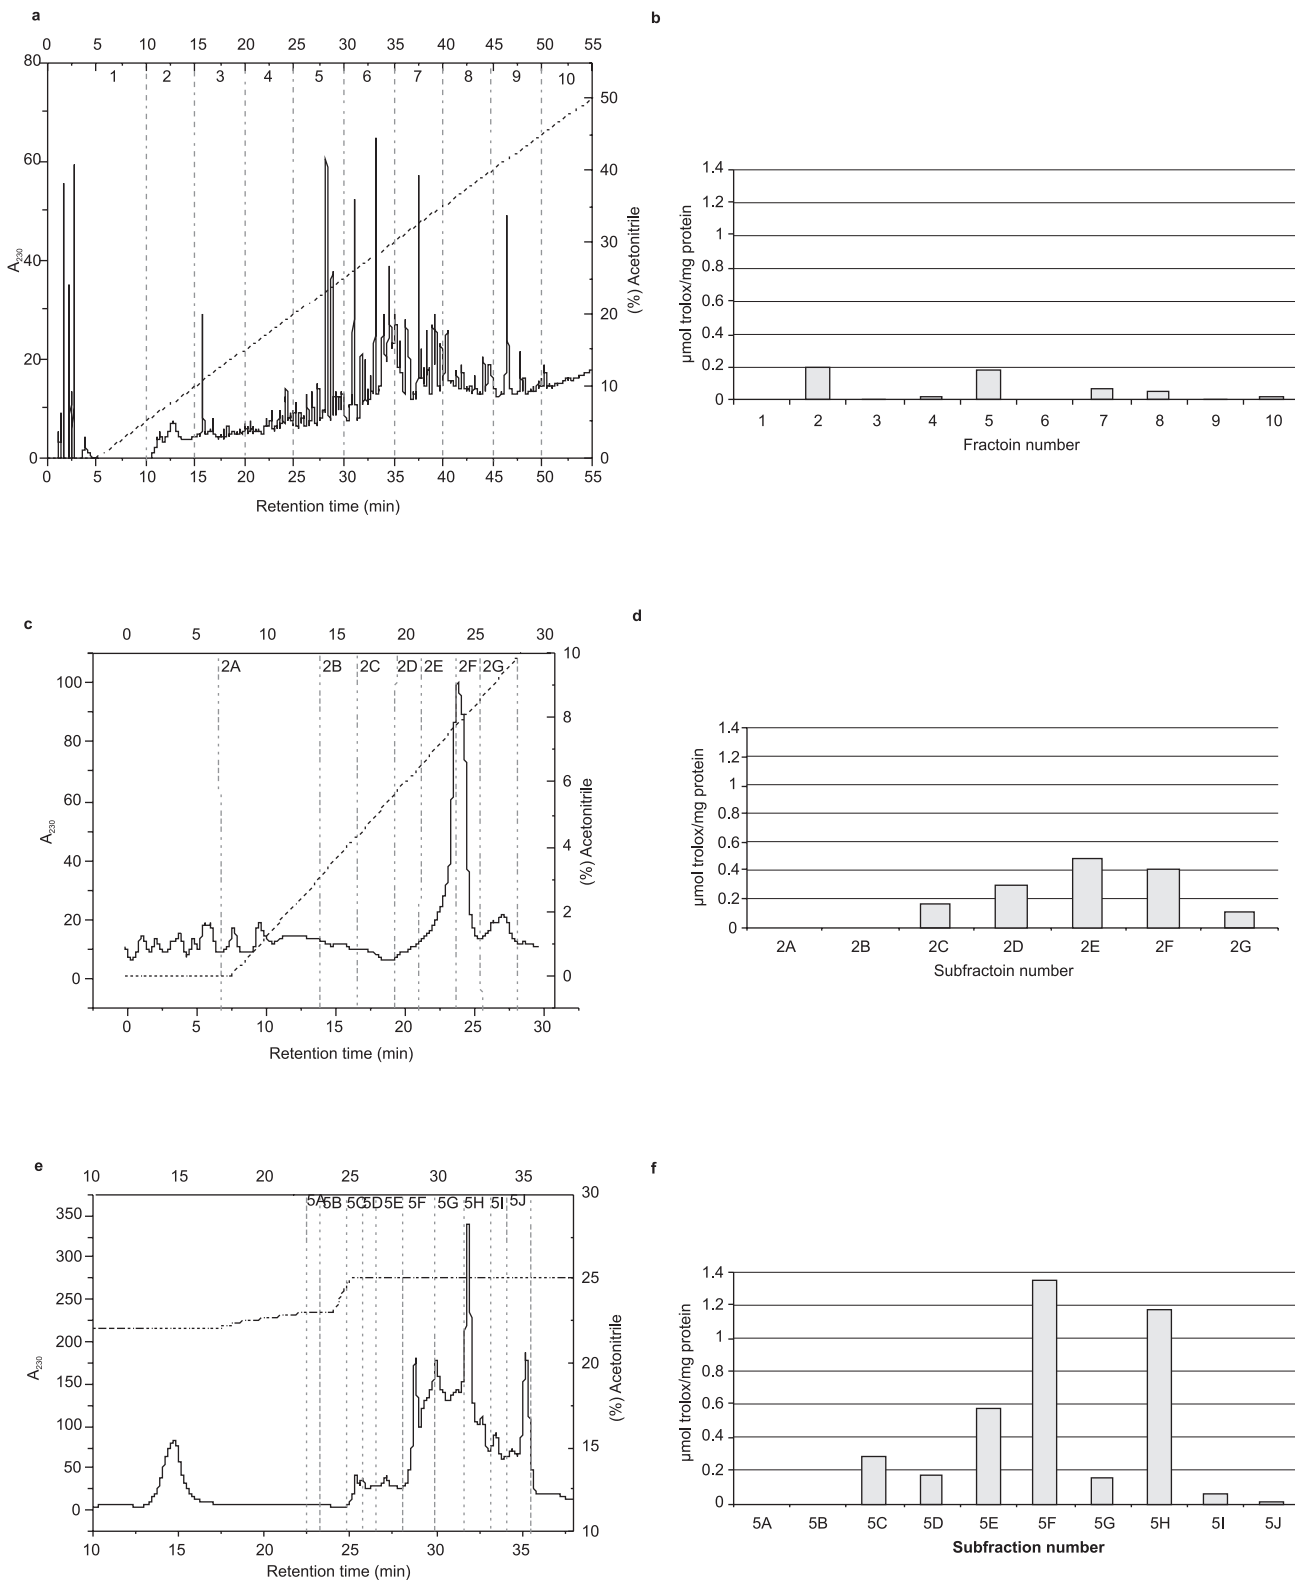 a
0 5 10 15 20 25 30 35 40 45 50 55
80
60
40
20
0
A230
1 2 3 4 5 6 7 8 9 10
50
40
30
20
10
0
(%) Acetonitrile
0 5 10 15 20 25 30 35 40 45 50 55
Retention time (min)
b
1.4
1.2
1
0.8
0.6
0.4
0.2
0
µmol trolox/mg protein
1 2 3 4 5 6 7 8 9 10
Fractoin number
c
0 5 10 15 20 25 30
100
80
60
40
20
0
A230
2A 2B 2C 2D 2E 2F 2G
10
8
6
4
2
0
(%) Acetonitrile
0 5 10 15 20 25 30
Retention time (min)
d
1.4
1.2
1
0.8
0.6
0.4
0.2
0
µmol trolox/mg protein
2A 2B 2C 2D 2E 2F 2G
Subfractoin number
e
10 15 20 25 30 35
350
300
250
200
150
100
50
0
A230
5A 5B 5C 5D 5E 5F 5G 5H 5I 5J
30
25
20
15
10
(%) Acetonitrile
10 15 20 25 30 35
Retention time (min)
f
1.4
1.2
1
1.2
0.8
0.6
0.4
0.2
0
µmol trolox/mg protein
5A 5B 5C 5D 5E 5F 5G 5H 5I 5J
Subfraction number